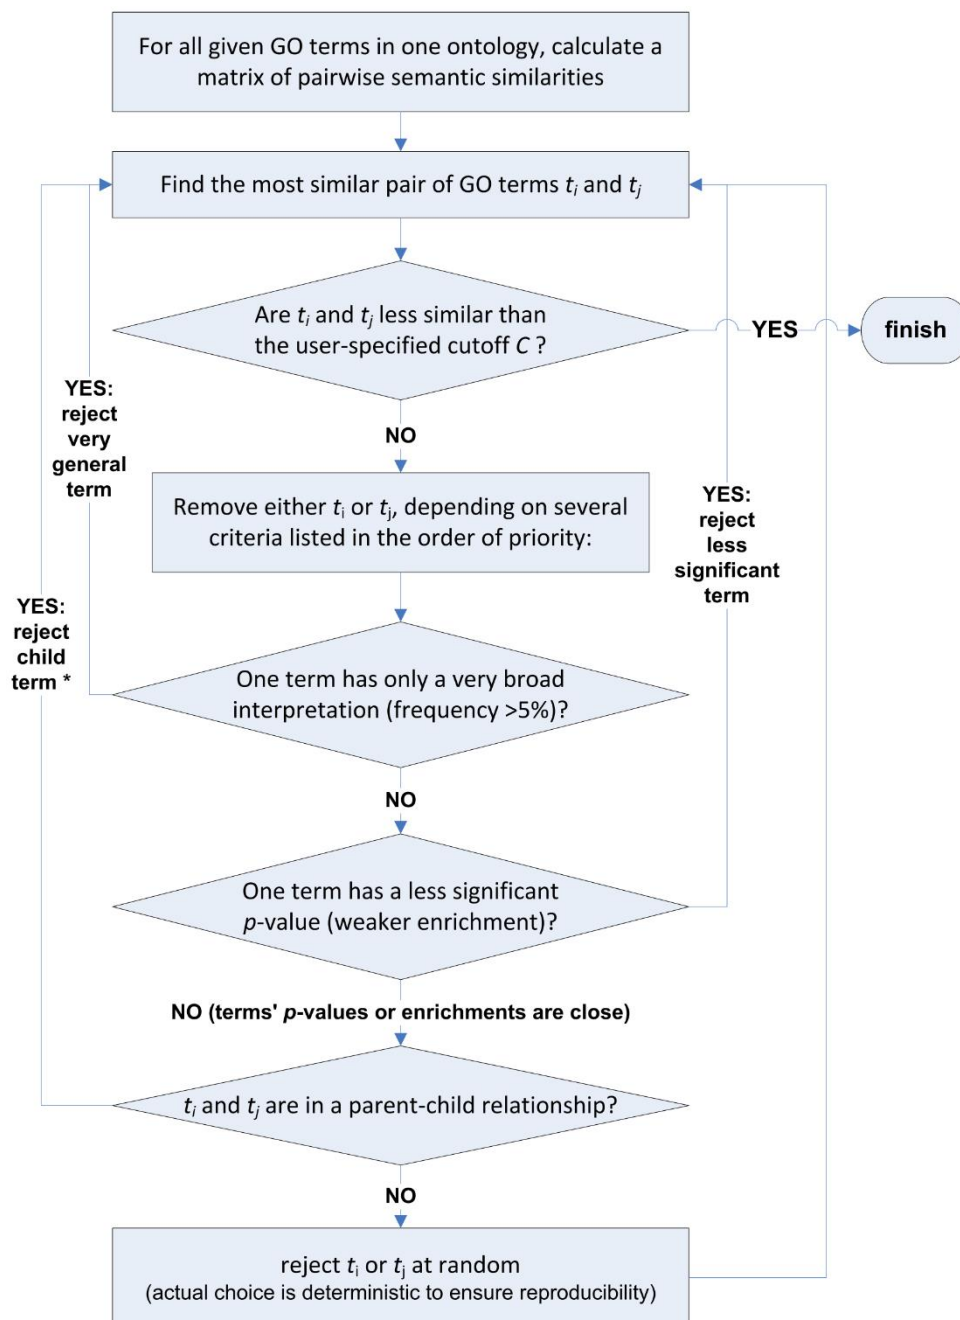 For all given GO terms in one ontology, calculate a
matrix of pairwise semantic similarities
Find the most similar pair of GO terms ti and tj
Are ti and tj less similar than
the user-specified cutoff C ?
YES
finish
NO
YES:
reject
very
general
term
Remove either ti or tj, depending on several
criteria listed in the order of priority:
YES:
reject
less
significant
term
YES:
reject
child
term *
One term has only a very broad
interpretation (frequency >5%)?
NO
One term has a less significant
p-value (weaker enrichment)?
NO (terms' p-values or enrichments are close)
ti and tj are in a parent-child relationship?
NO
reject ti or tj at random
(actual choice is deterministic to ensure reproducibility)